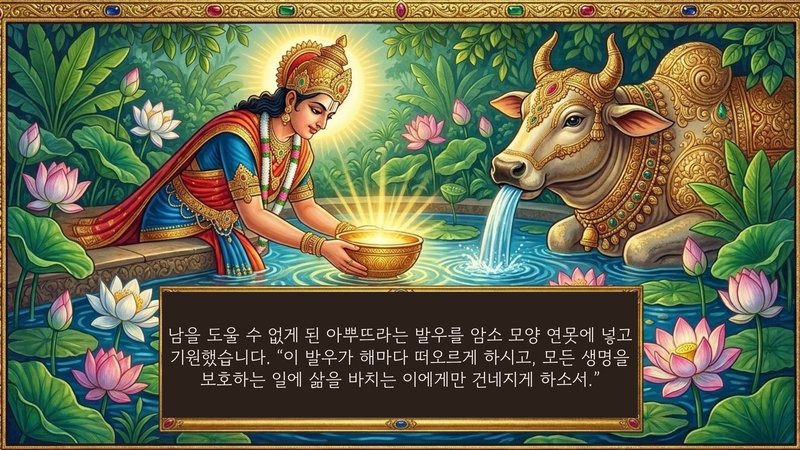 남을 도울 수 없게 된 아뿌뜨라는 발우를 암소 모양 연못에 넣고
기원했습니다. “이 발우가 해마다 떠오르게 하시고, 모든 생명을
보호하는 일에 삶을 바치는 이에게만 건네지게 하소서.”